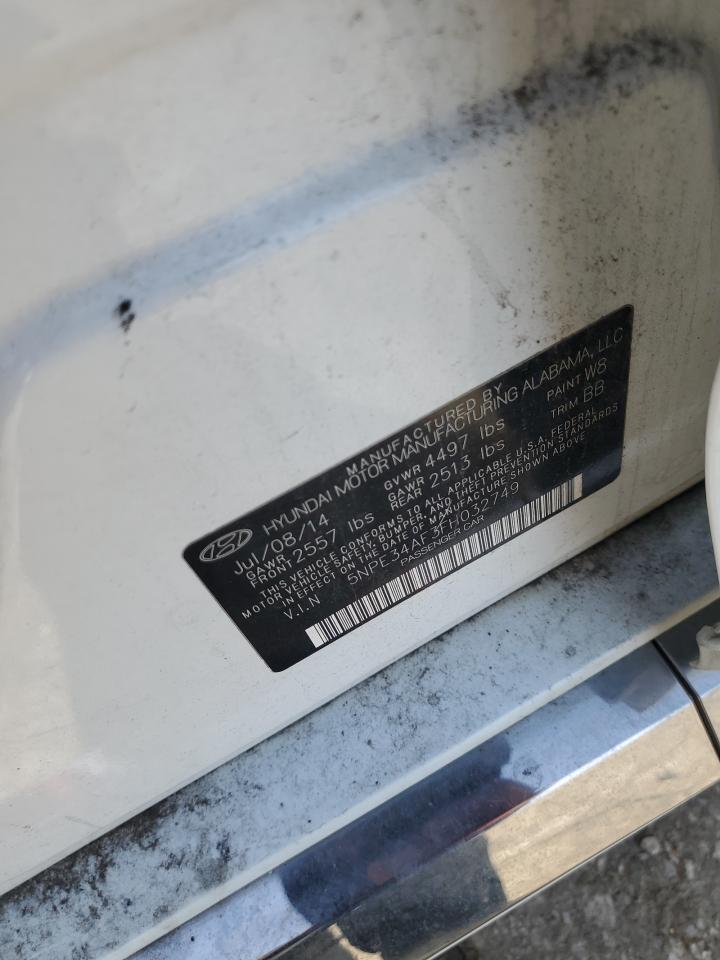 MANUFACTURED BY
HYUNDAI MOTOR MANUFACTURING ALABAMA, LLC
Jul/08/14 GVWR 4497 lbs PAINT W8
GAWR FRONT 2557 lbs GAWR REAR 2513 lbs TRIM BB
THIS VEHICLE CONFORMS TO ALL APPLICABLE U.S.A. FEDERAL
MOTOR VEHICLE SAFETY, BUMPER, AND THEFT PREVENTION STANDARDS
IN EFFECT ON THE DATE OF MANUFACTURE SHOWN ABOVE
V.I.N 5NPE34AF3FH032749
PASSENGER CAR